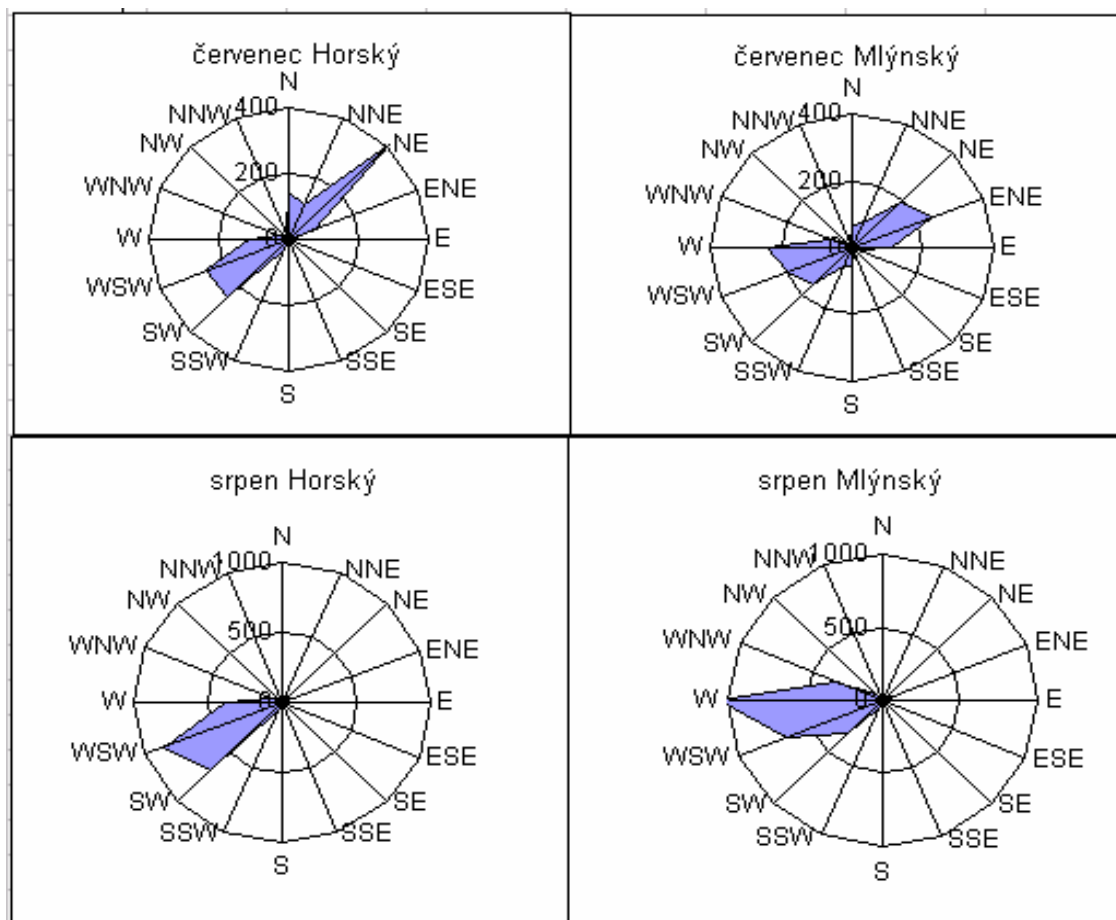 červenec Horský
N
NNW 400 NNE
NW NE
WNW 200 ENE
W 0 E
WSW ESE
SW SE
SSW SSE
S
červenec Mlýnský
N
NNW 400 NNE
NW NE
WNW 200 ENE
W 0 E
WSW ESE
SW SE
SSW SSE
S
srpen Horský
N
NNW 1000 NNE
NW NE
WNW 500 ENE
W 0 E
WSW ESE
SW SE
SSW SSE
S
srpen Mlýnský
N
NNW 1000 NNE
NW NE
WNW 500 ENE
W 0 E
WSW ESE
SW SE
SSW SSE
S